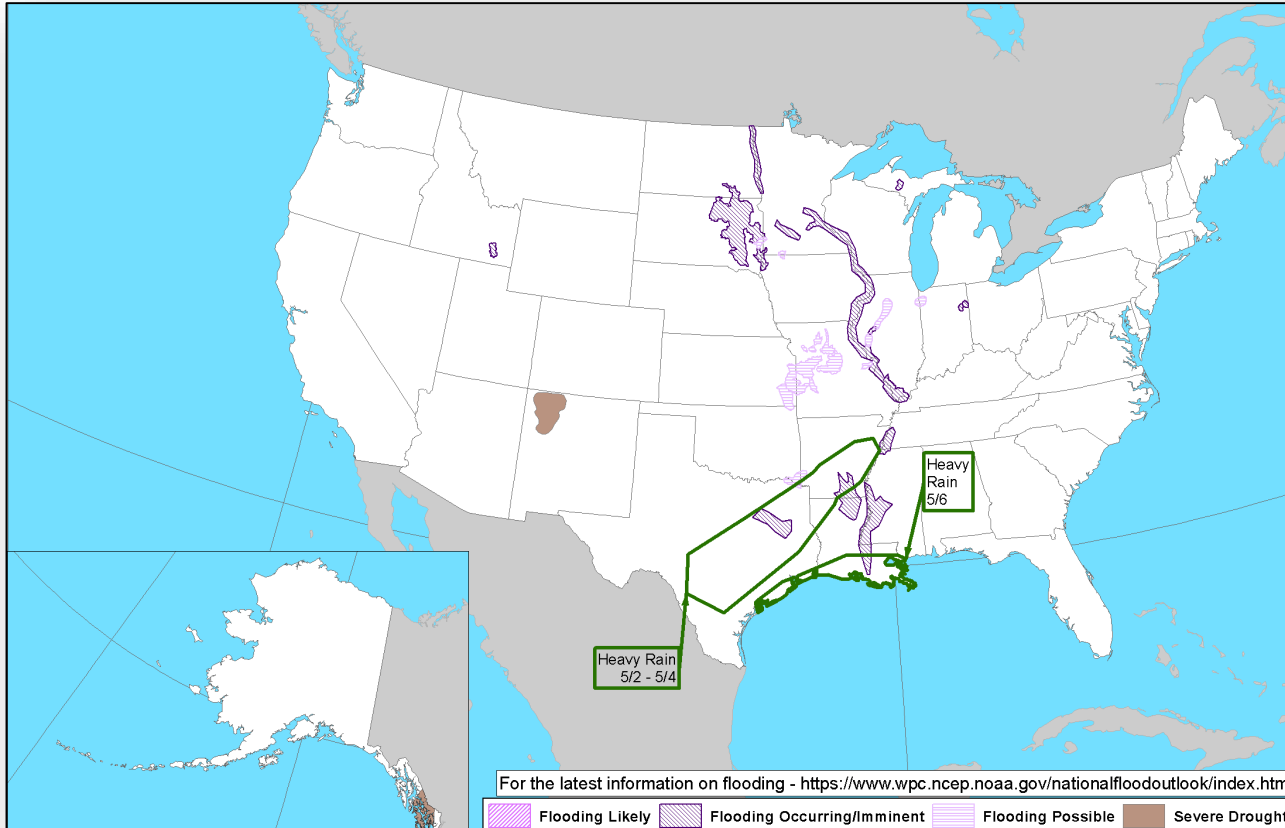 Heavy
Rain
5/6
Heavy Rain
5/2 - 5/4
For the latest information on flooding - https://www.wpc.ncep.noaa.gov/nationalfloodoutlook/index.htm
Flooding Likely
Flooding Occurring/Imminent
Flooding Possible
Severe Drought